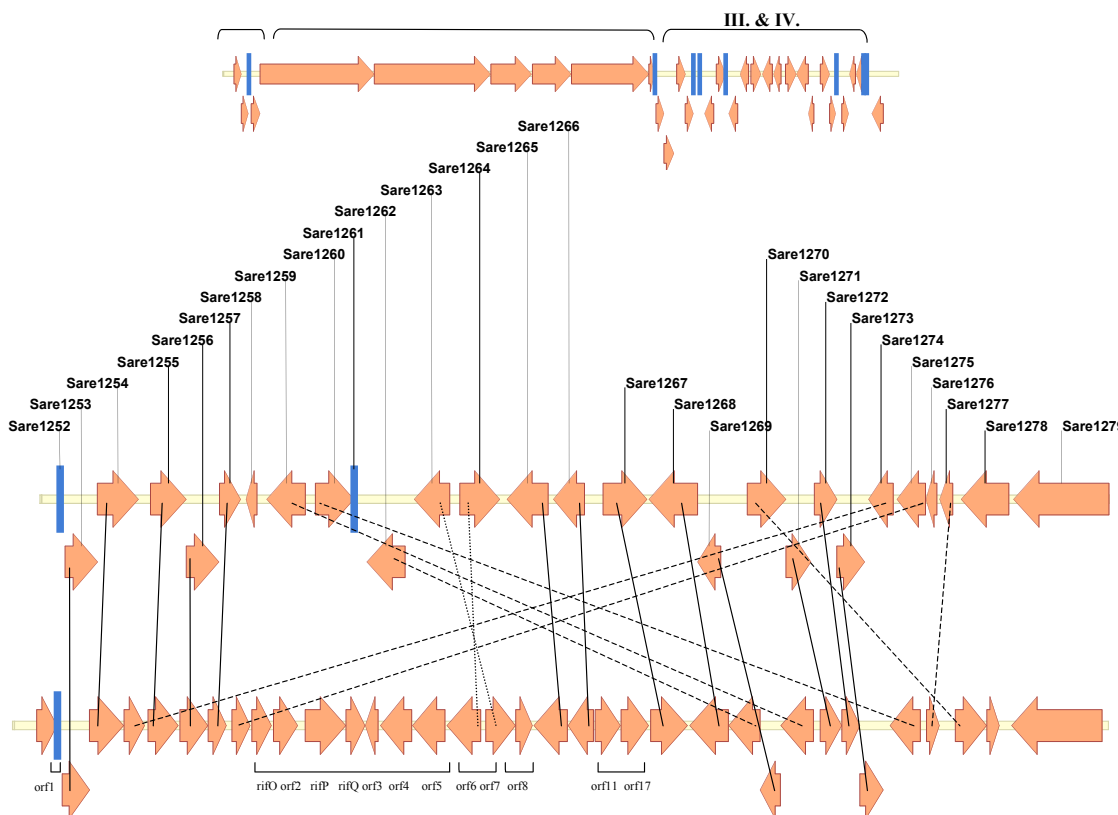 III. & IV.
Sare1266
Sare1265
Sare1264
Sare1263
Sare1262
Sare1261
Sare1260
Sare1259
Sare1258
Sare1257
Sare1256
Sare1255
Sare1254
Sare1253
Sare1252
Sare1270
Sare1271
Sare1272
Sare1273
Sare1274
Sare1275
Sare1276
Sare1277
Sare1267
Sare1268
Sare1269
Sare1278
Sare1279
orf1 rifO orf2 rifP rifQ orf3 orf4 orf5 orf6 orf7 orf8 orf11 orf17